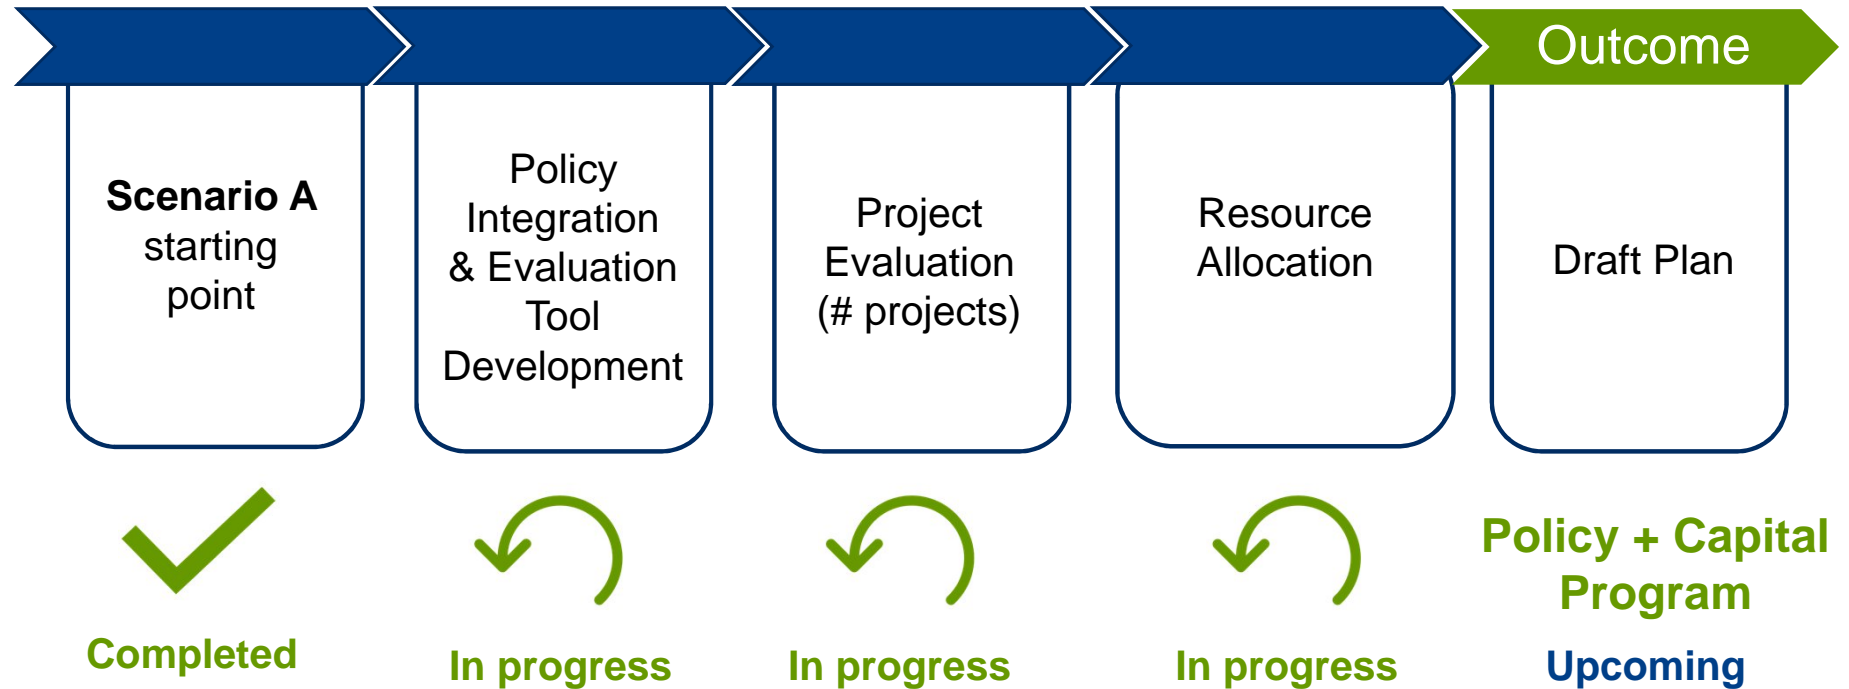 Outcome
Scenario A
starting
point
Policy
Integration
& Evaluation
Tool
Development
Project
Evaluation
(# projects)
Resource
Allocation
Draft Plan
Completed
In progress
In progress
In progress
Policy + Capital
Program
Upcoming